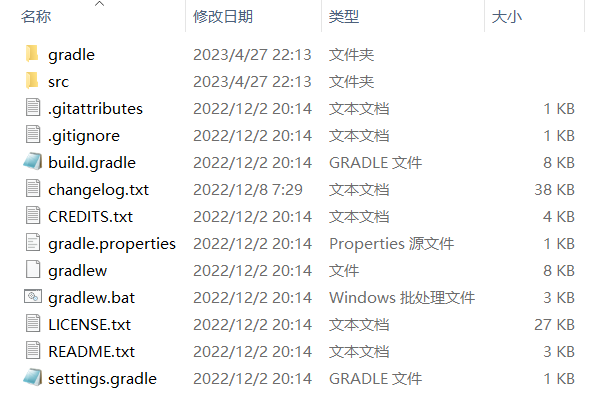 名称 修改日期 类型 大小
gradle 2023/4/27 22:13 文件夹
src 2023/4/27 22:13 文件夹
.gitattributes 2022/12/2 20:14 文本文档 1 KB
.gitignore 2022/12/2 20:14 文本文档 1 KB
build.gradle 2022/12/2 20:14 GRADLE 文件 8 KB
changelog.txt 2022/12/8 7:29 文本文档 38 KB
CREDITS.txt 2022/12/2 20:14 文本文档 4 KB
gradle.properties 2022/12/2 20:14 Properties 源文件 1 KB
gradlew 2022/12/2 20:14 文件 8 KB
gradlew.bat 2022/12/2 20:14 Windows 批处理文件 3 KB
LICENSE.txt 2022/12/2 20:14 文本文档 27 KB
README.txt 2022/12/2 20:14 文本文档 3 KB
settings.gradle 2022/12/2 20:14 GRADLE 文件 1 KB